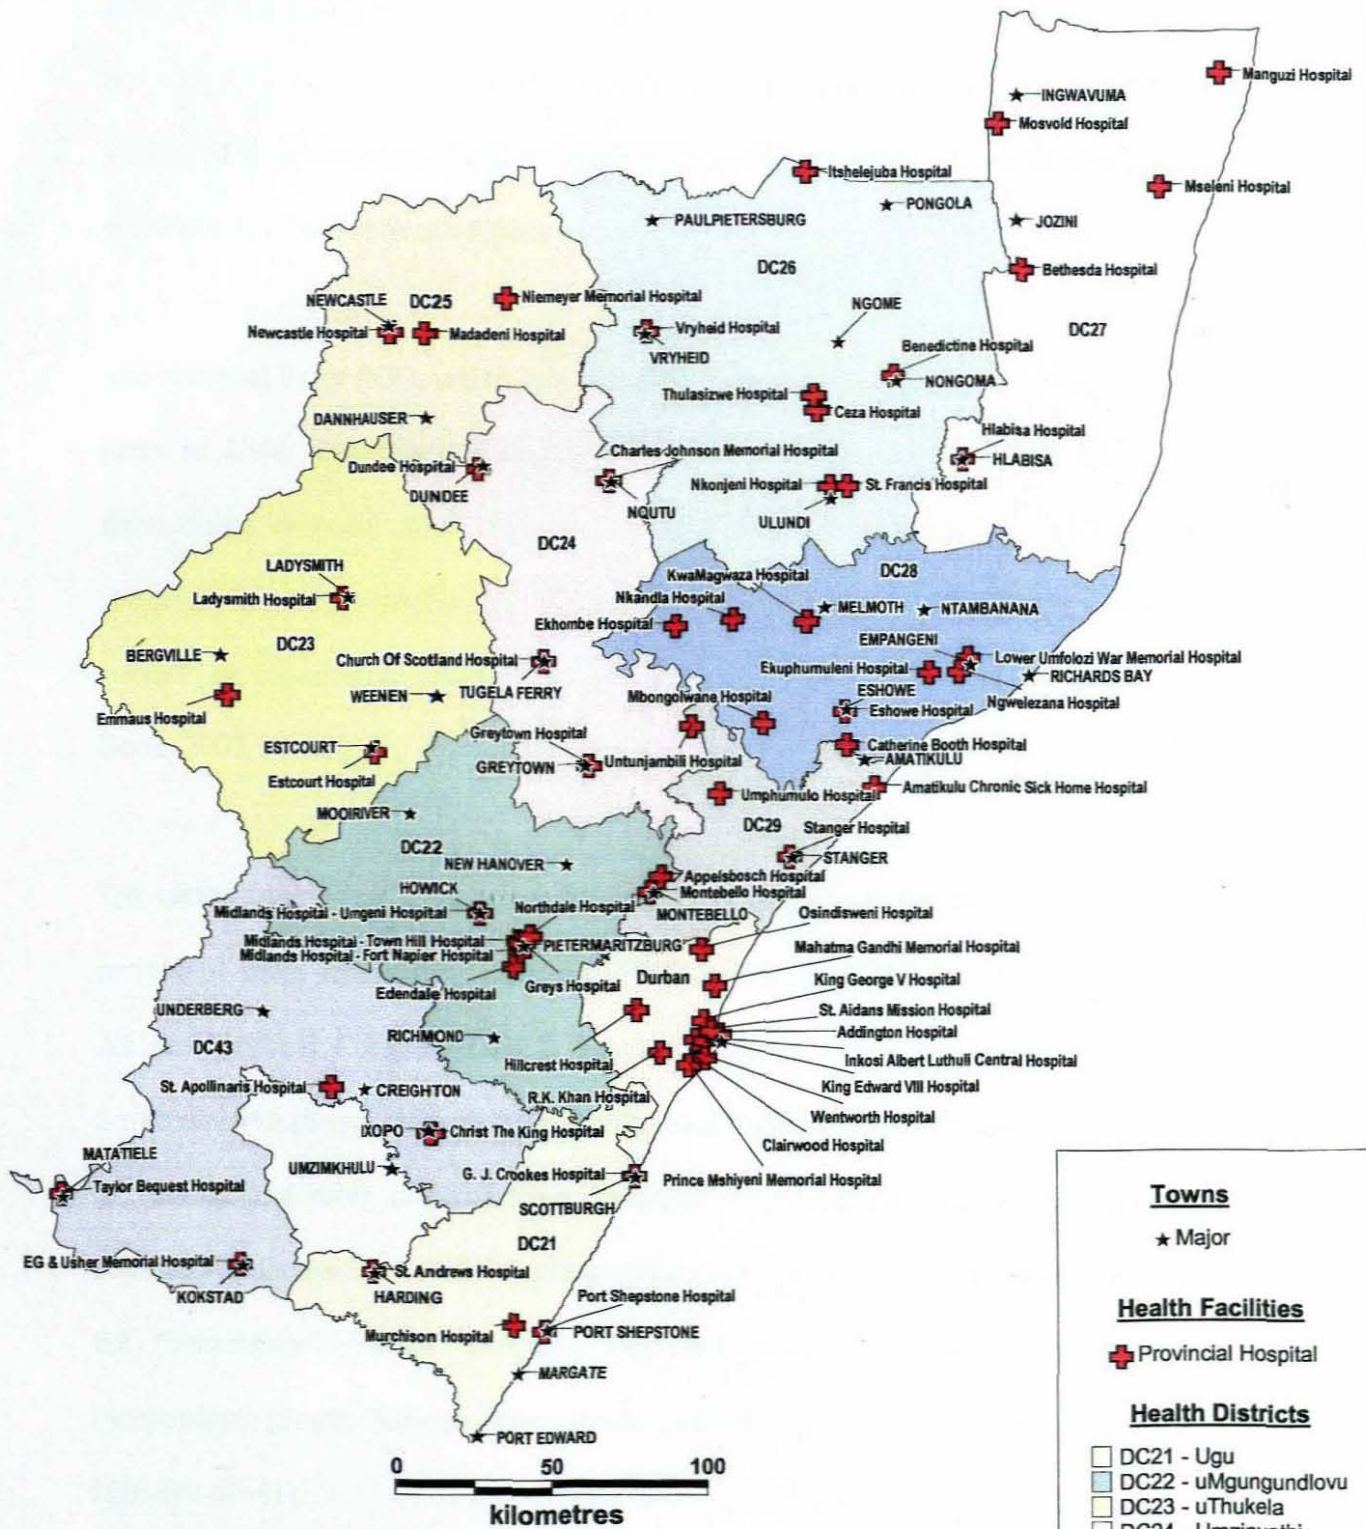 Manguzi Hospital
INGWAVUMA
Mosvold Hospital
Itshelejuba Hospital
Mseleni Hospital
PONGOLA
PAULPIETERSBURG
JOZINI
DC26
Bethesda Hospital
NEWCASTLE
DC25
Niemeyer Memorial Hospital
NGOME
Newcastle Hospital
Madadeni Hospital
Vryheid Hospital
DC27
VRYHEID
Benedictine Hospital
NONGOMA
Thulasizwe Hospital
Ceza Hospital
DANNHAUSER
Hlabisa Hospital
Charles Johnson Memorial Hospital
HLABISA
Dundee Hospital
DUNDEE
Nkonjeni Hospital
St. Francis Hospital
NQUTU
ULUNDI
DC24
LADYSMITH
KwaMagwaza Hospital
DC28
Ladysmith Hospital
Nkandla Hospital
MELMOTH
NTAMBANANA
Ekhombe Hospital
DC23
EMPANGENI
BERGVILLE
Church Of Scotland Hospital
Lower Umfolozi War Memorial Hospital
Ekuphumuleni Hospital
RICHARDS BAY
WEENEN
TUGELA FERRY
Mbongolwane Hospital
ESHOWE
Ngwelezana Hospital
Emmaus Hospital
Eshowe Hospital
Greytown Hospital
ESTCOURT
Catherine Booth Hospital
GREYTOWN
Untunjambili Hospital
AMATIKULU
Estcourt Hospital
Umphumulo Hospital
Amatikulu Chronic Sick Home Hospital
MOOIRIVER
DC29
Stanger Hospital
DC22
STANGER
NEW HANOVER
Appelsbosch Hospital
HOWICK
Montebello Hospital
Midlands Hospital - Umgeni Hospital
Northdale Hospital
MONTEBELLO
Osindisweni Hospital
Midlands Hospital - Town Hill Hospital
PIETERMARITZBURG
Mahatma Gandhi Memorial Hospital
Midlands Hospital - Fort Napier Hospital
Durban
King George V Hospital
Edendale Hospital
Greys Hospital
UNDERBERG
St. Aidans Mission Hospital
RICHMOND
Addington Hospital
DC43
Hillcrest Hospital
Inkosi Albert Luthuli Central Hospital
St. Apollinaris Hospital
CREIGHTON
R.K. Khan Hospital
King Edward VIII Hospital
Wentworth Hospital
IXOPO
Christ The King Hospital
Clairwood Hospital
MATATIELE
UMZIMKHULU
G. J. Crookes Hospital
Prince Mshiyeni Memorial Hospital
Taylor Bequest Hospital
SCOTTBURGH
DC21
EG & Usher Memorial Hospital
St. Andrews Hospital
KOKSTAD
HARDING
Port Shepstone Hospital
Murchison Hospital
PORT SHEPSTONE
MARGATE
PORT EDWARD
0 50 100
kilometres
Towns
Major
Health Facilities
Provincial Hospital
Health Districts
DC21 - Ugu
DC22 - uMgungundlovu
DC23 - uThukela